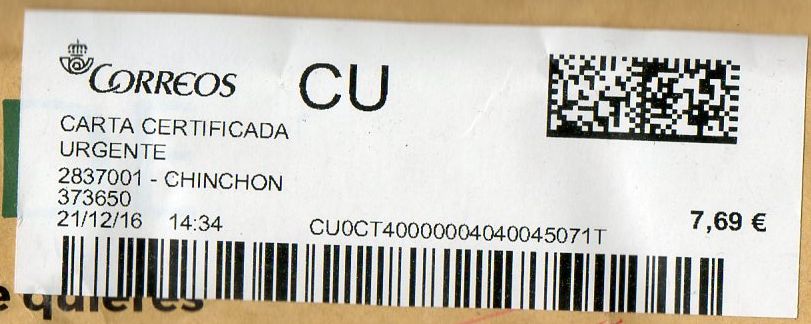 CORREOS
CU
CARTA CERTIFICADA
URGENTE
2837001 - CHINCHON
373650
21/12/16 14:34
CU0CT40000004040045071T
7,69 €
e quieres